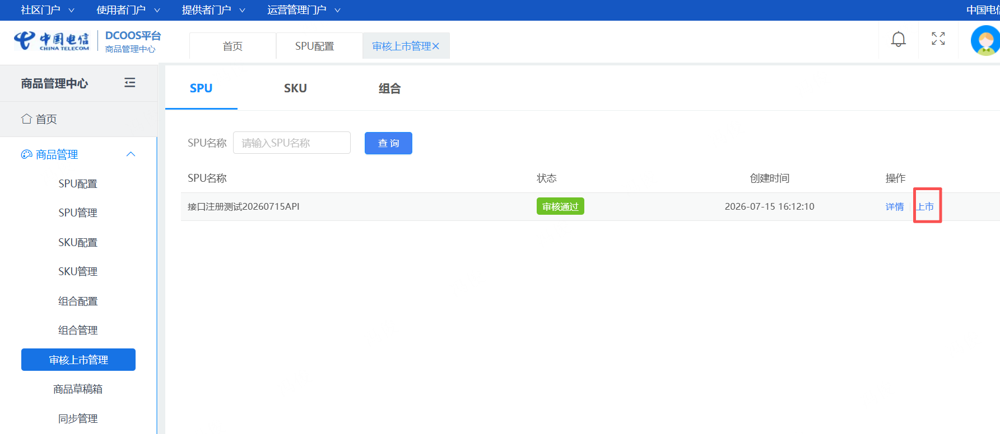 社区门户 使用者门户 提供者门户 运营管理门户 中国电信
中国电信 CHINA TELECOM DCOOS平台 商品管理中心
首页 SPU配置 审核上市管理×
商品管理中心
首页
商品管理
SPU配置
SPU管理
SKU配置
SKU管理
组合配置
组合管理
审核上市管理
商品草稿箱
同步管理
SPU SKU 组合
SPU名称 请输入SPU名称 查 询
SPU名称 状态 创建时间 操作
接口注册测试20260715API 审核通过 2026-07-15 16:12:10 详情 上市